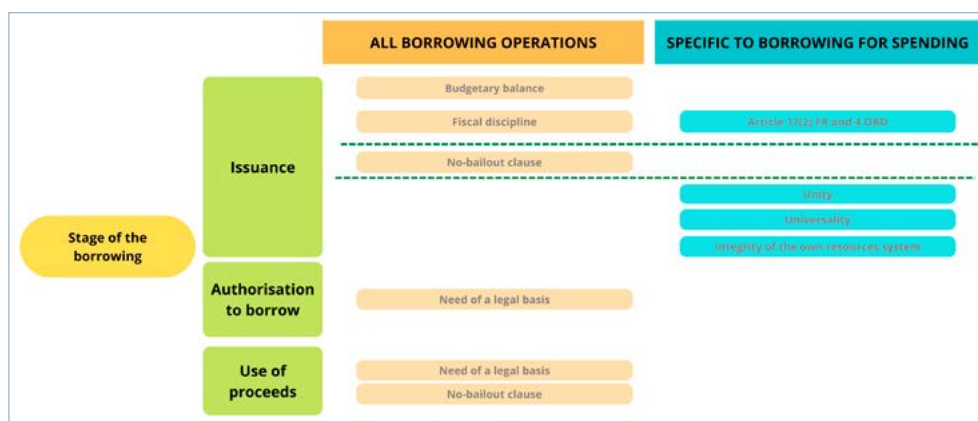 ALL BORROWING OPERATIONS
SPECIFIC TO BORROWING FOR SPENDING
Stage of the
borrowing
Issuance
Budgetary balance
Fiscal discipline
Article 17(2) FR and 4 ORD
No-bailout clause
Unity
Universality
Integrity of the own resources system
Authorisation
to borrow
Need of a legal basis
Use of
proceeds
Need of a legal basis
No-bailout clause